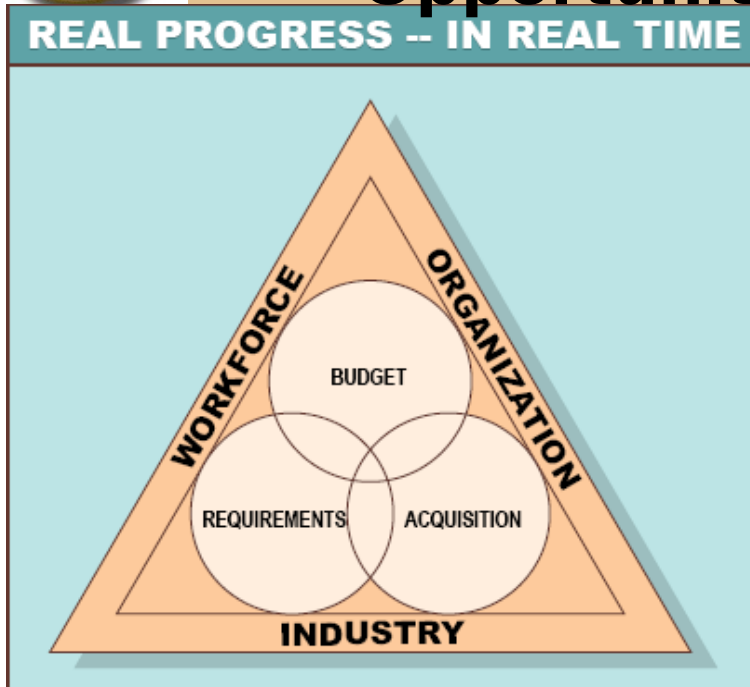 REAL PROGRESS -- IN REAL TIME
WORKFORCE
ORGANIZATION
BUDGET
REQUIREMENTS
ACQUISITION
INDUSTRY